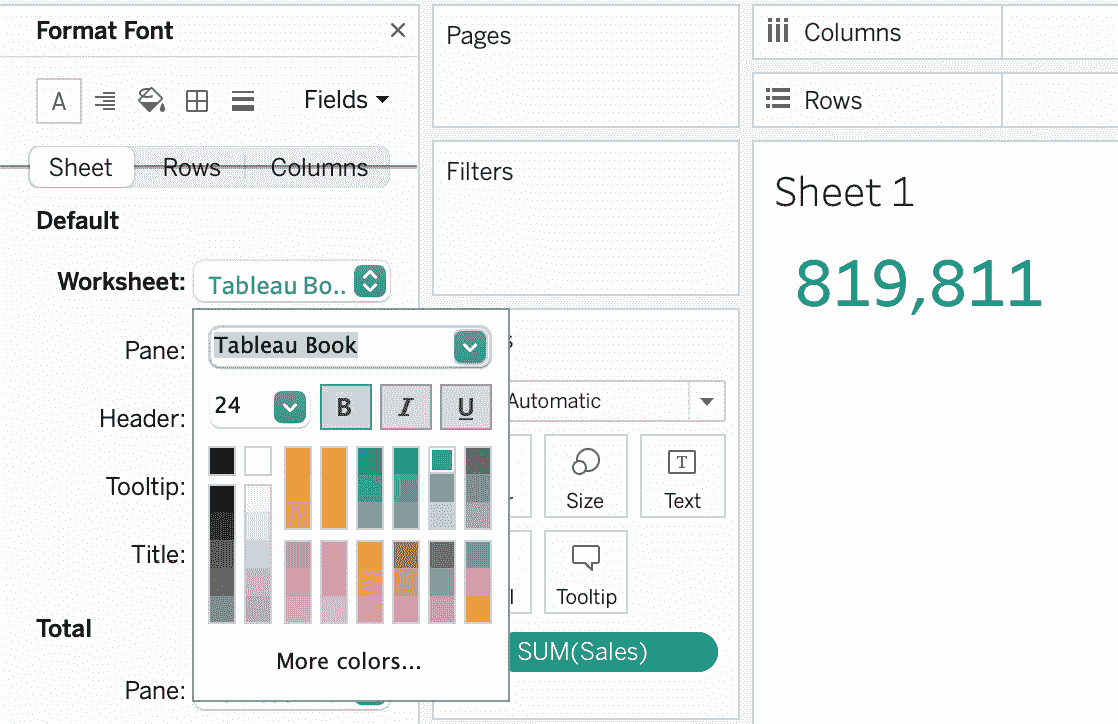 Format Font
A
Fields
Sheet Rows Columns
Default
Worksheet: Tableau Bo..
Pane:
Header:
Tooltip:
Title:
Total
Pane:
Tableau Book
24 B I U
More colors...
Pages
Filters
Automatic
Size
T
Text
Tooltip
SUM(Sales)
Columns
Rows
Sheet 1
819,811